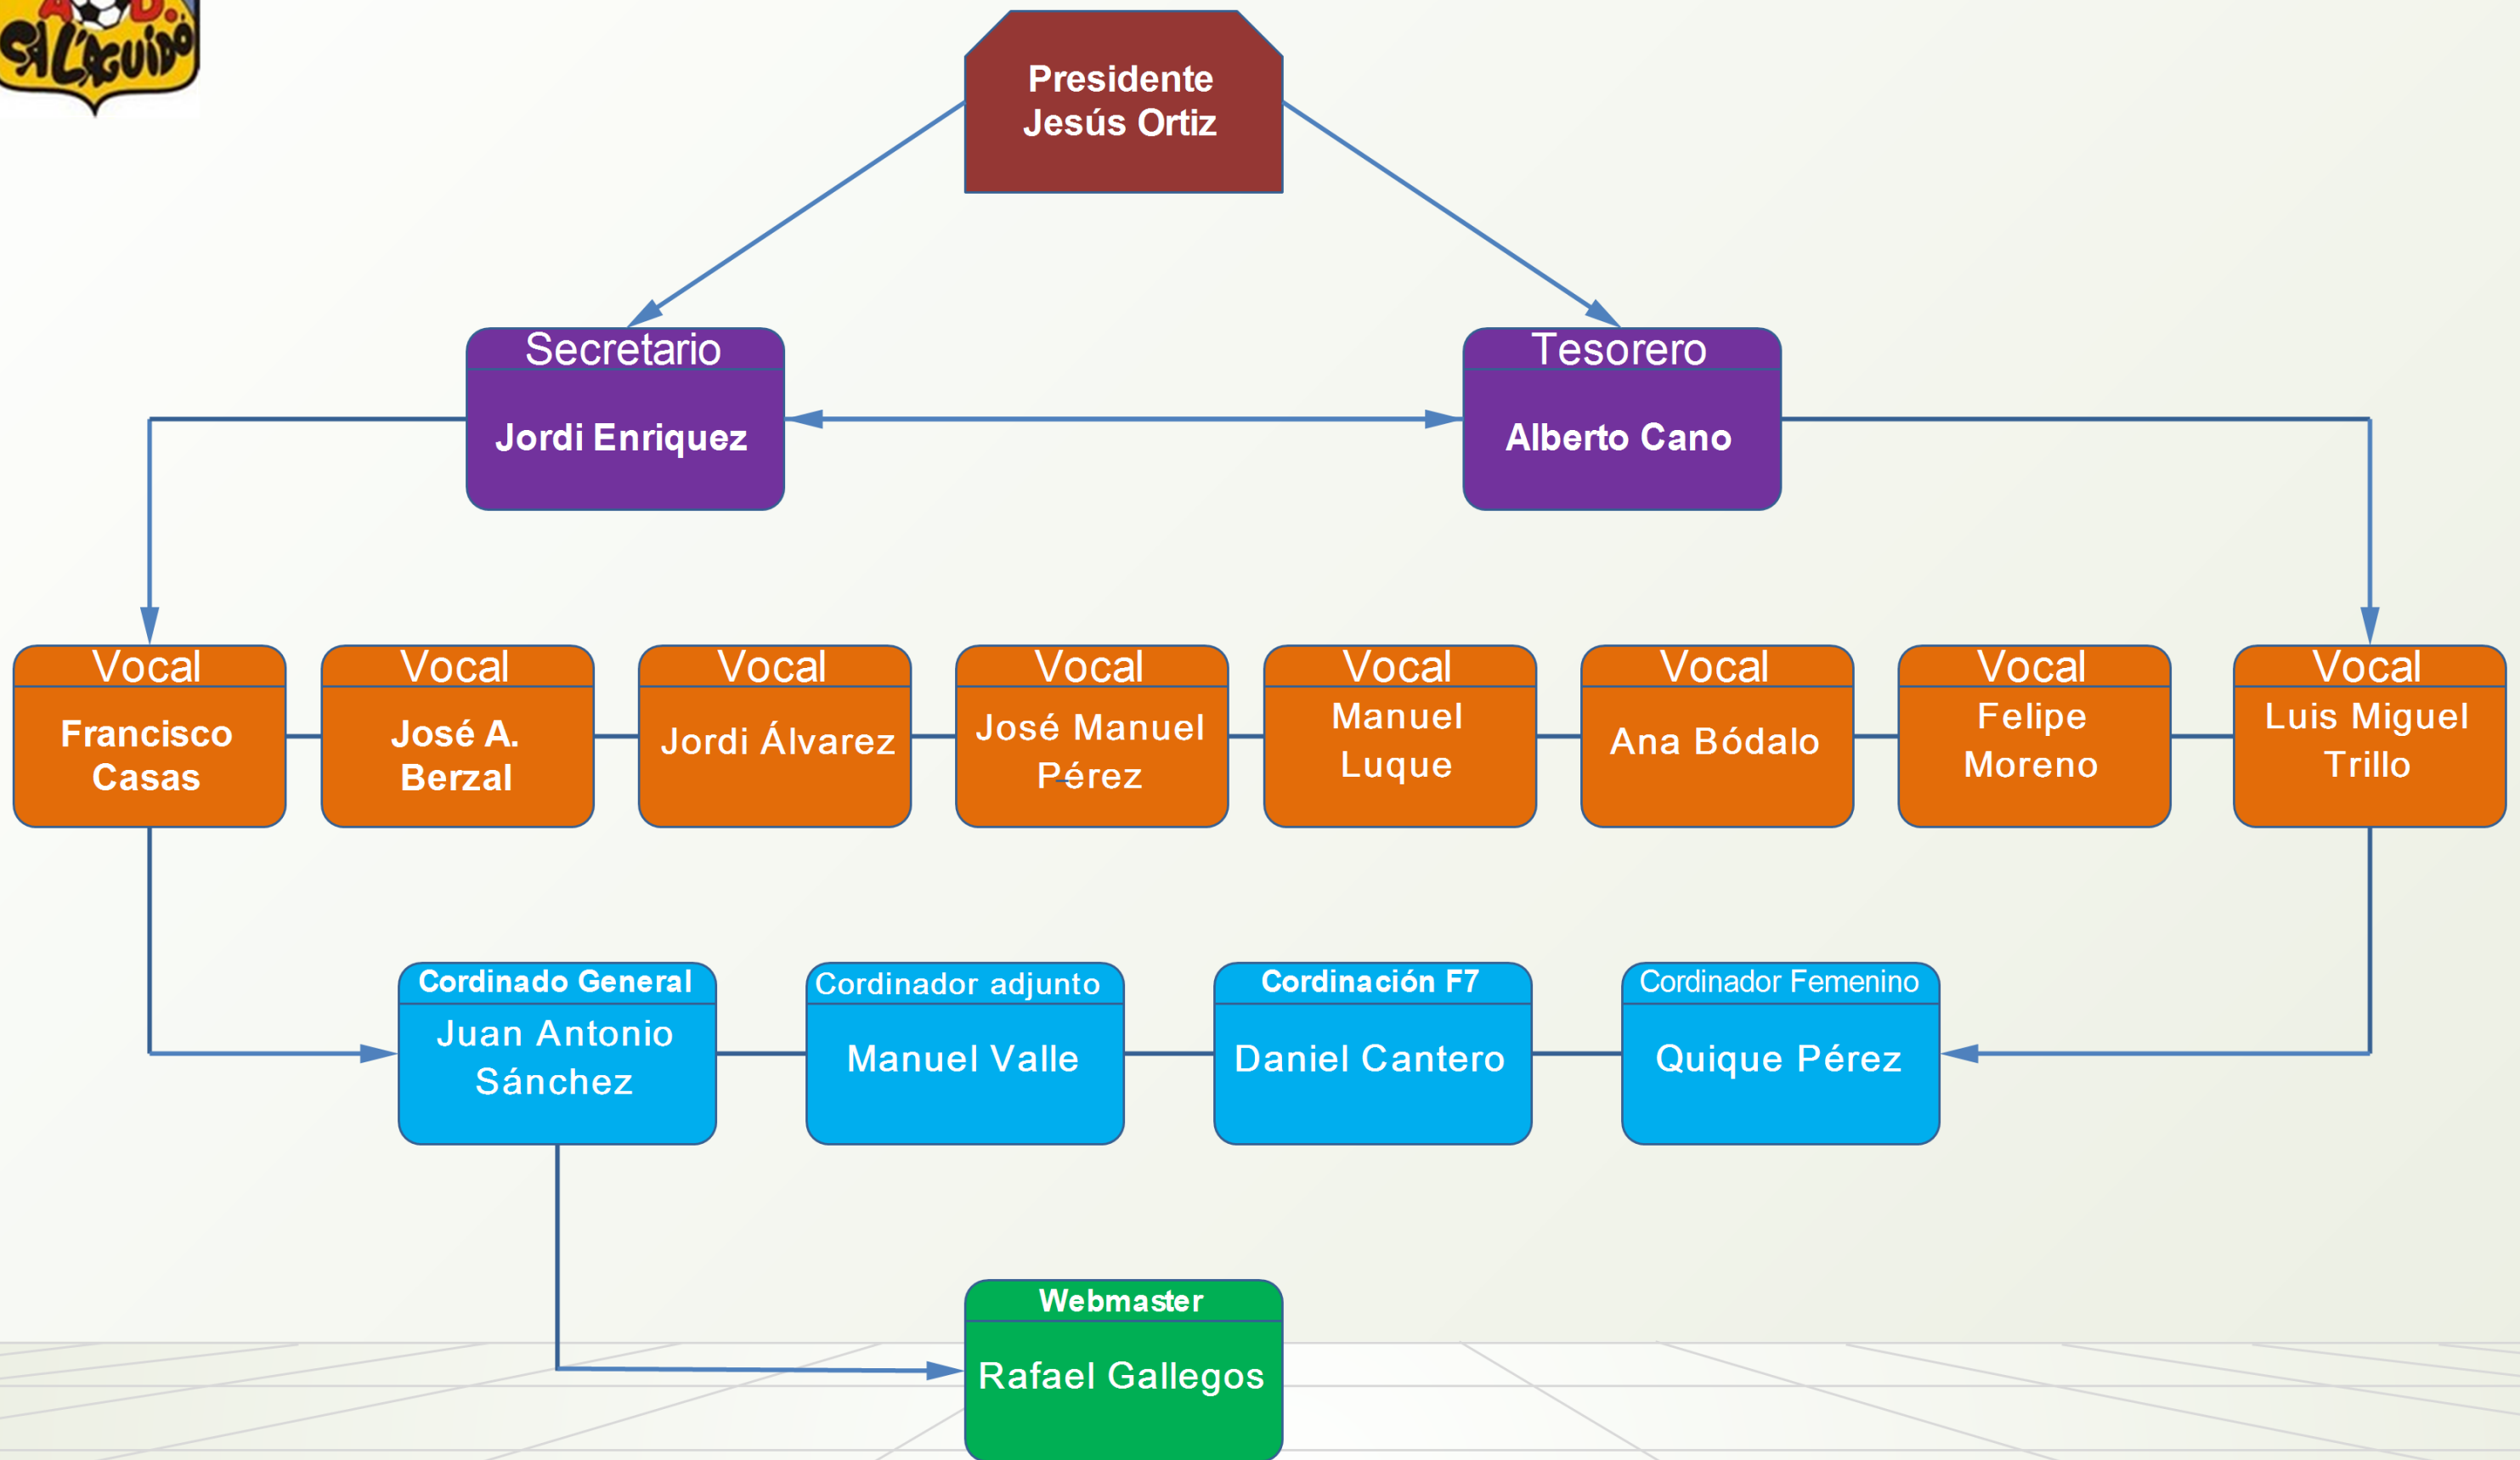 A D.
CA L'AGUIDÓ
Presidente
Jesús Ortiz
Secretario
Jordi Enriquez
Tesorero
Alberto Cano
Vocal
Francisco
Casas
Vocal
José A.
Berzal
Vocal
Jordi Álvarez
Vocal
José Manuel
Pérez
Vocal
Manuel
Luque
Vocal
Ana Bódalo
Vocal
Felipe
Moreno
Vocal
Luis Miguel
Trillo
Cordinado General
Juan Antonio
Sánchez
Cordinador adjunto
Manuel Valle
Cordinación F7
Daniel Cantero
Cordinador Femenino
Quique Pérez
Webmaster
Rafael Gallegos